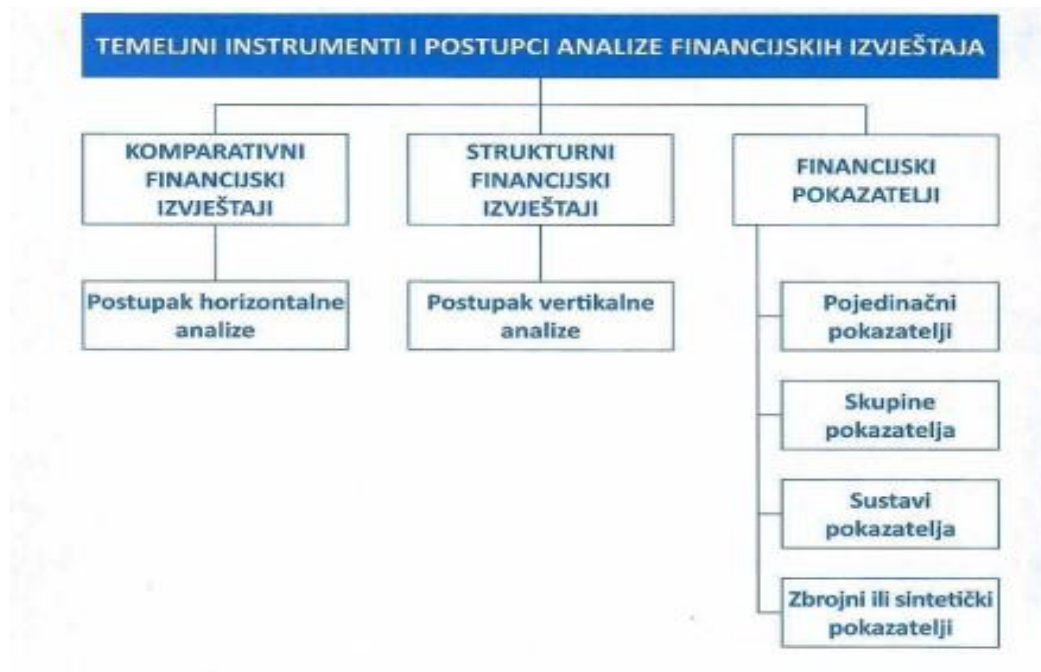 TEMELJNI INSTRUMENTI I POSTUPCI ANALIZE FINANCIJSKIH IZVJEŠTAJA
KOMPARATIVNI
FINANCIJSKI
IZVJEŠTAJI
STRUKTURNI
FINANCIJSKI
IZVJEŠTAJI
FINANCIJSKI
POKAZATELJI
Postupak horizontalne
analize
Postupak vertikalne
analize
Pojedinačni
pokazatelji
Skupine
pokazatelja
Sustavi
pokazatelja
Zbrojni ili sintetički
pokazatelji